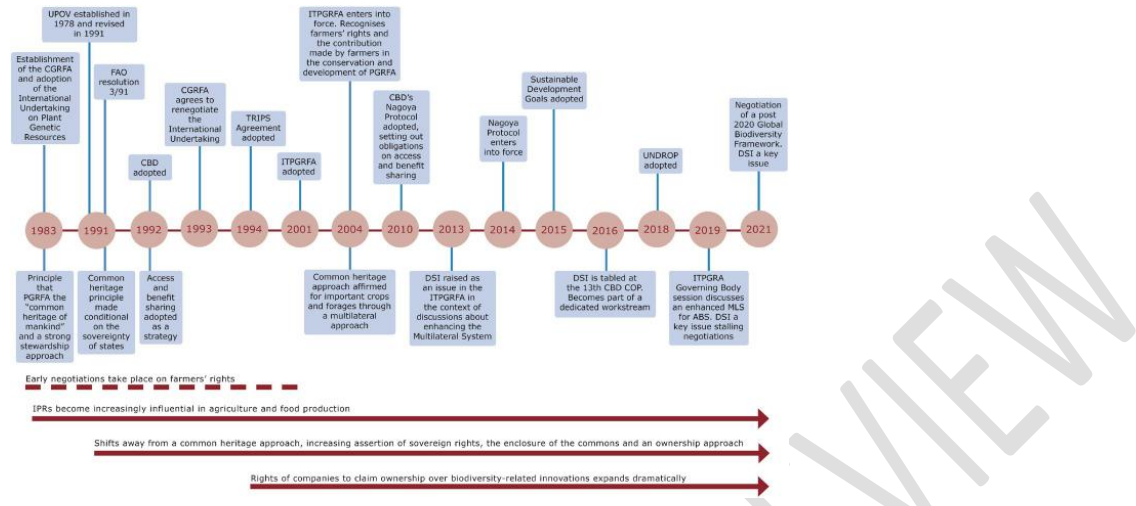 UPOV established in
1978 and revised
in 1991
Establishment
of the CGRFA
and adoption
of the
International
Undertaking
on Plant
Genetic
Resources
FAO
resolution
3/91
CBD
adopted
CGRFA
agrees to
renegotiate
the
International
Undertaking
TRIPS
Agreement
adopted
ITPGRFA
adopted
ITPGRFA enters into
force. Recognises
farmers' rights and
the contribution
made by farmers in
the conservation and
development of PGRFA
CBD's
Nagoya
Protocol
adopted,
setting out
obligations
on access
and benefit
sharing
Nagoya
Protocol
enters
into force
Sustainable
Development
Goals adopted
UNDROP
adopted
Negotiation
of a post
2020 Global
Biodiversity
Framework.
DSI a key
issue
1983
1991
1992
1993
1994
2001
2004
2010
2013
2014
2015
2016
2018
2019
2021
Principle
that
PGRFA the
"common
heritage of
mankind"
and a strong
stewardship
approach
Common
heritage
principle
made
conditional
on the
sovereignty
of states
Access
and
benefit
sharing
adopted
as a
strategy
Common heritage
approach affirmed
for important crops
and forages through
a multilateral
approach
DSI raised as
an issue in the
ITPGRFA in
the context of
discussions about
enhancing the
Multilateral System
DSI is tabled at
the 13th CBD COP.
Becomes part of a
dedicated workstream
ITPGRA
Governing Body
session discusses
an enhanced MLS
for ABS. DSI a
key issue stalling
negotiations
Early negotiations take place on farmers' rights
IPRs become increasingly influential in agriculture and food production
Shifts away from a common heritage approach, increasing assertion of sovereign rights, the enclosure of the commons and an ownership approach
Rights of companies to claim ownership over biodiversity-related innovations expands dramatically
VIEW